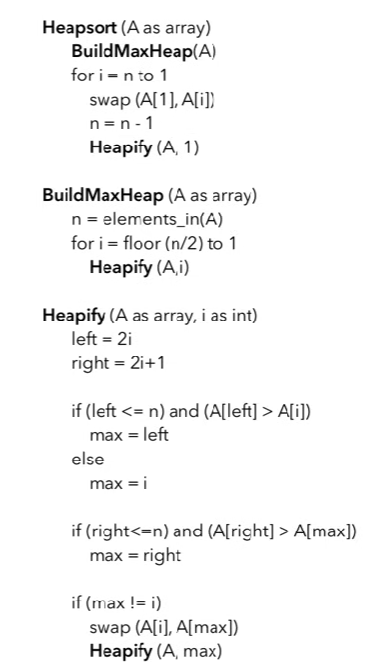 Heapsort (A as array)
BuildMaxHeap(A)
for i = n to 1
swap (A[1], A[i])
n = n - 1
Heapify (A, 1)
BuildMaxHeap (A as array)
n = elements_in(A)
for i = floor (n/2) to 1
Heapify (A,i)
Heapify (A as array, i as int)
left = 2i
right = 2i+1
if (left <= n) and (A[left] > A[i])
max = left
else
max = i
if (right<=n) and (A[right] > A[max])
max = right
if (max != i)
swap (A[i], A[max])
Heapify (A, max)